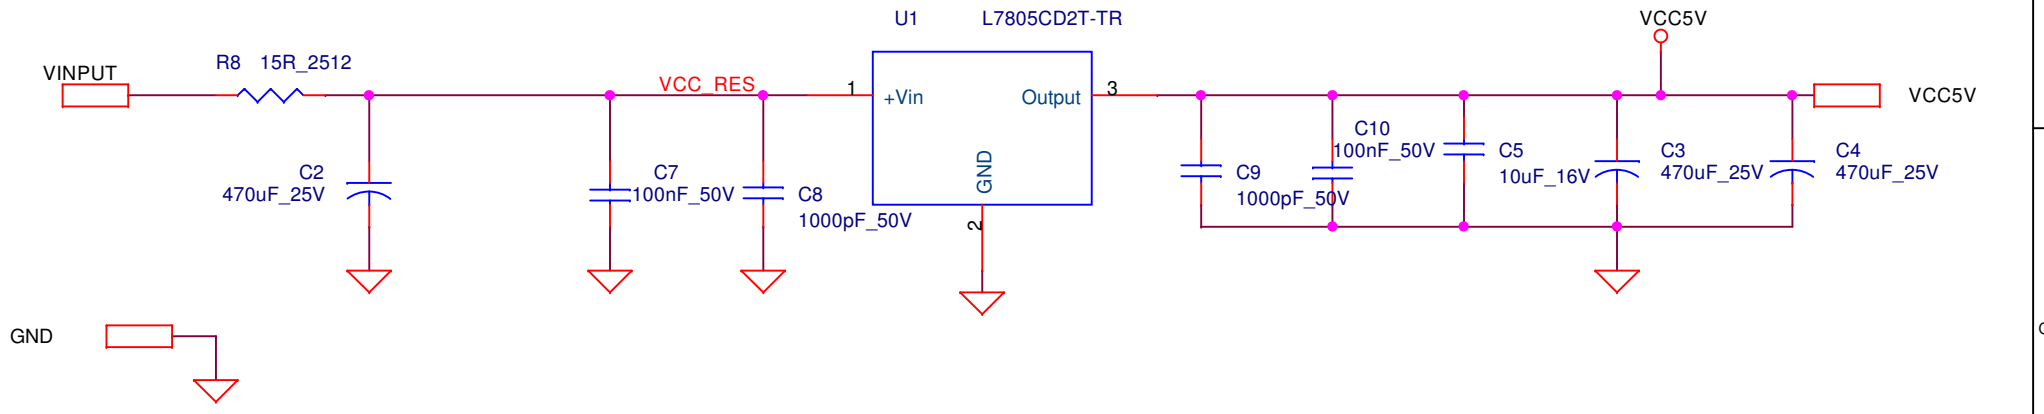 U1 L7805CD2T-TR
VCC5V
R8 15R_2512
VINPUT
VCC_RES
1
+Vin
Output
3
VCC5V
GND
2
C2
470uF_25V
C7
100nF_50V
C8
1000pF_50V
C9
1000pF_50V
C10
100nF_50V
C5
10uF_16V
C3
470uF_25V
C4
470uF_25V
GND